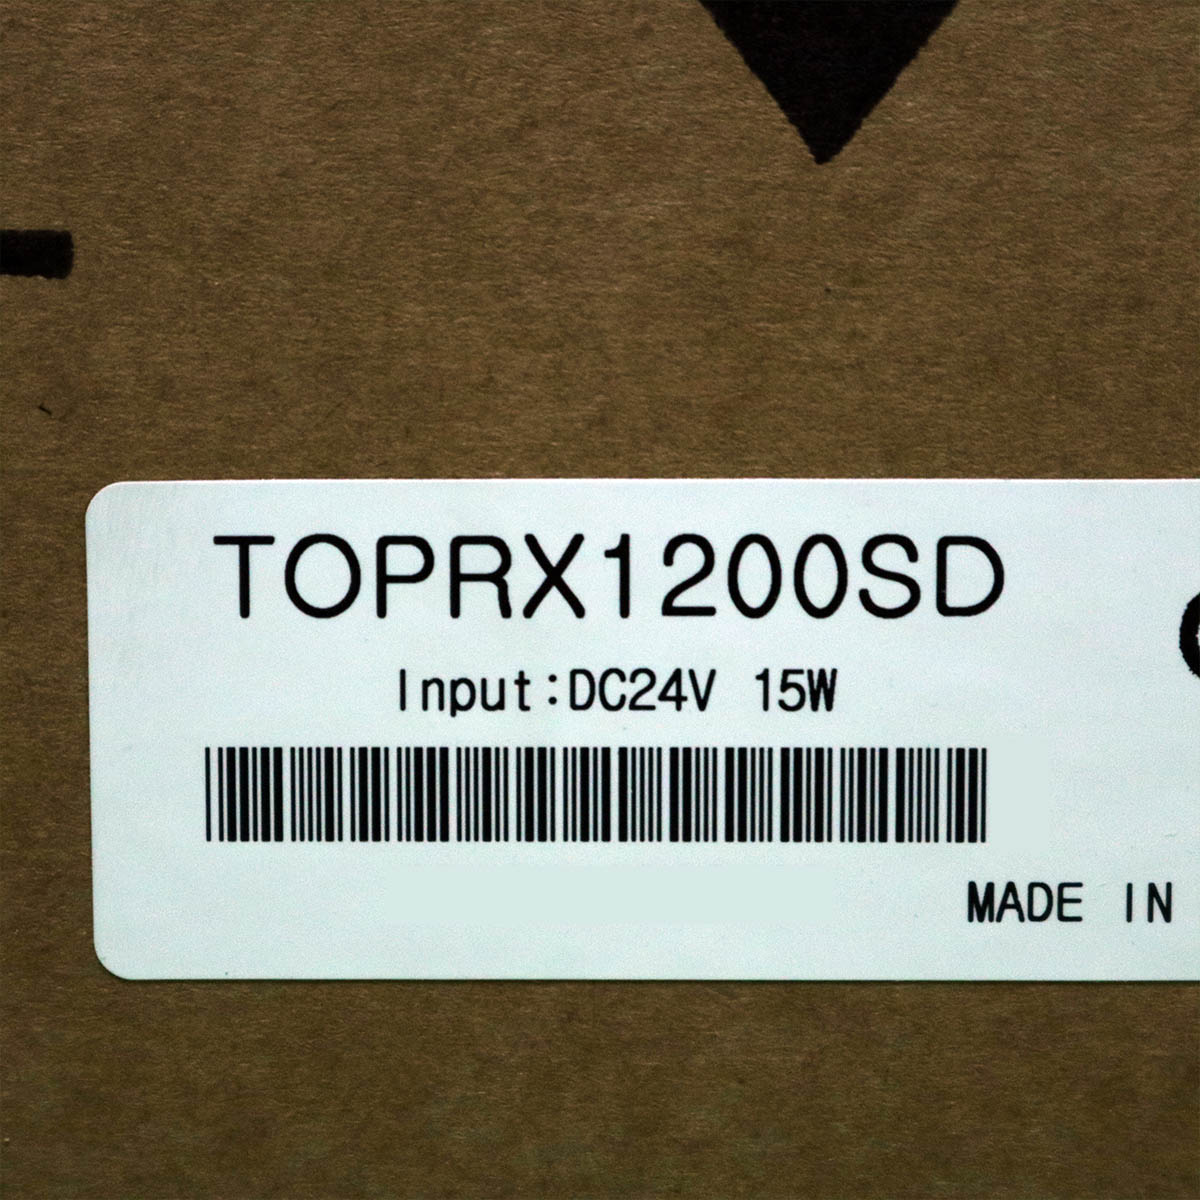 TOPRX1200SD
Input:DC24V 15W
MADE IN